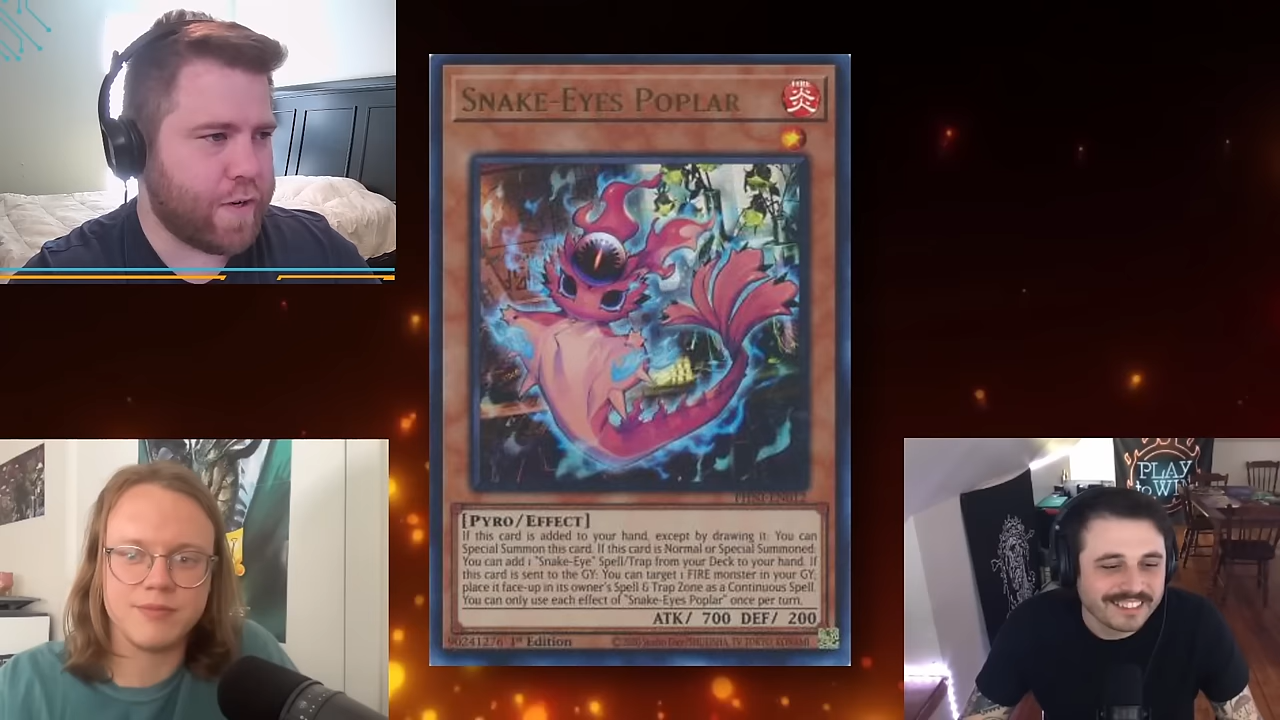 SNAKE-EYES POPLAR
FIRE
炎
[PYRO/EFFECT]
If this card is added to your hand, except by drawing it: You can
Special Summon this card. If this card is Normal or Special Summoned:
You can add 1 "Snake-Eye" Spell/Trap from your Deck to your hand. If
this card is sent to the GY: You can target 1 FIRE monster in your GY;
place it face-up in its owner's Spell & Trap Zone as a Continuous Spell.
You can only use each effect of "Snake-Eyes Poplar" once per turn.
ATK/ 700 DEF/ 200
90241276 1st Edition
PLAY
to WIN